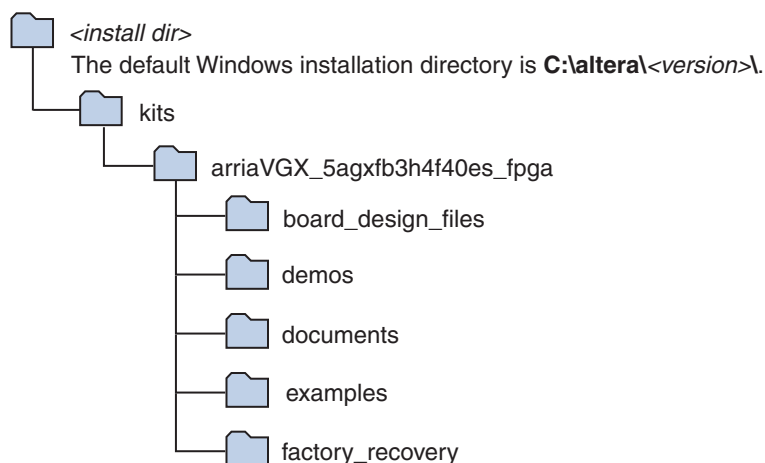 <install dir>
The default Windows installation directory is C:\altera\<version>\.
kits
arriaVGX_5agxfb3h4f40es_fpga
board_design_files
demos
documents
examples
factory_recovery